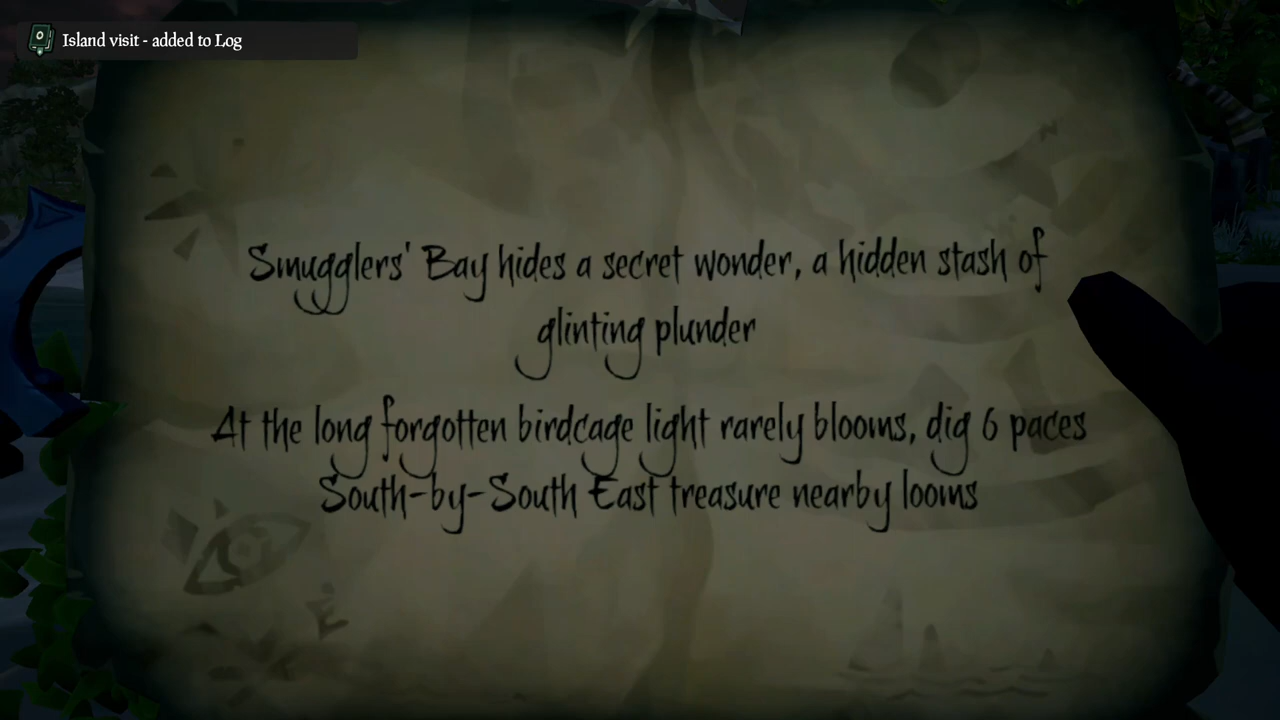 Island visit - added to Log
Smugglers' Bay hides a secret wonder, a hidden stash of
glinting plunder
At the long forgotten birdcage light rarely blooms, dig 6 paces
South-by-South East treasure nearby looms
N
E